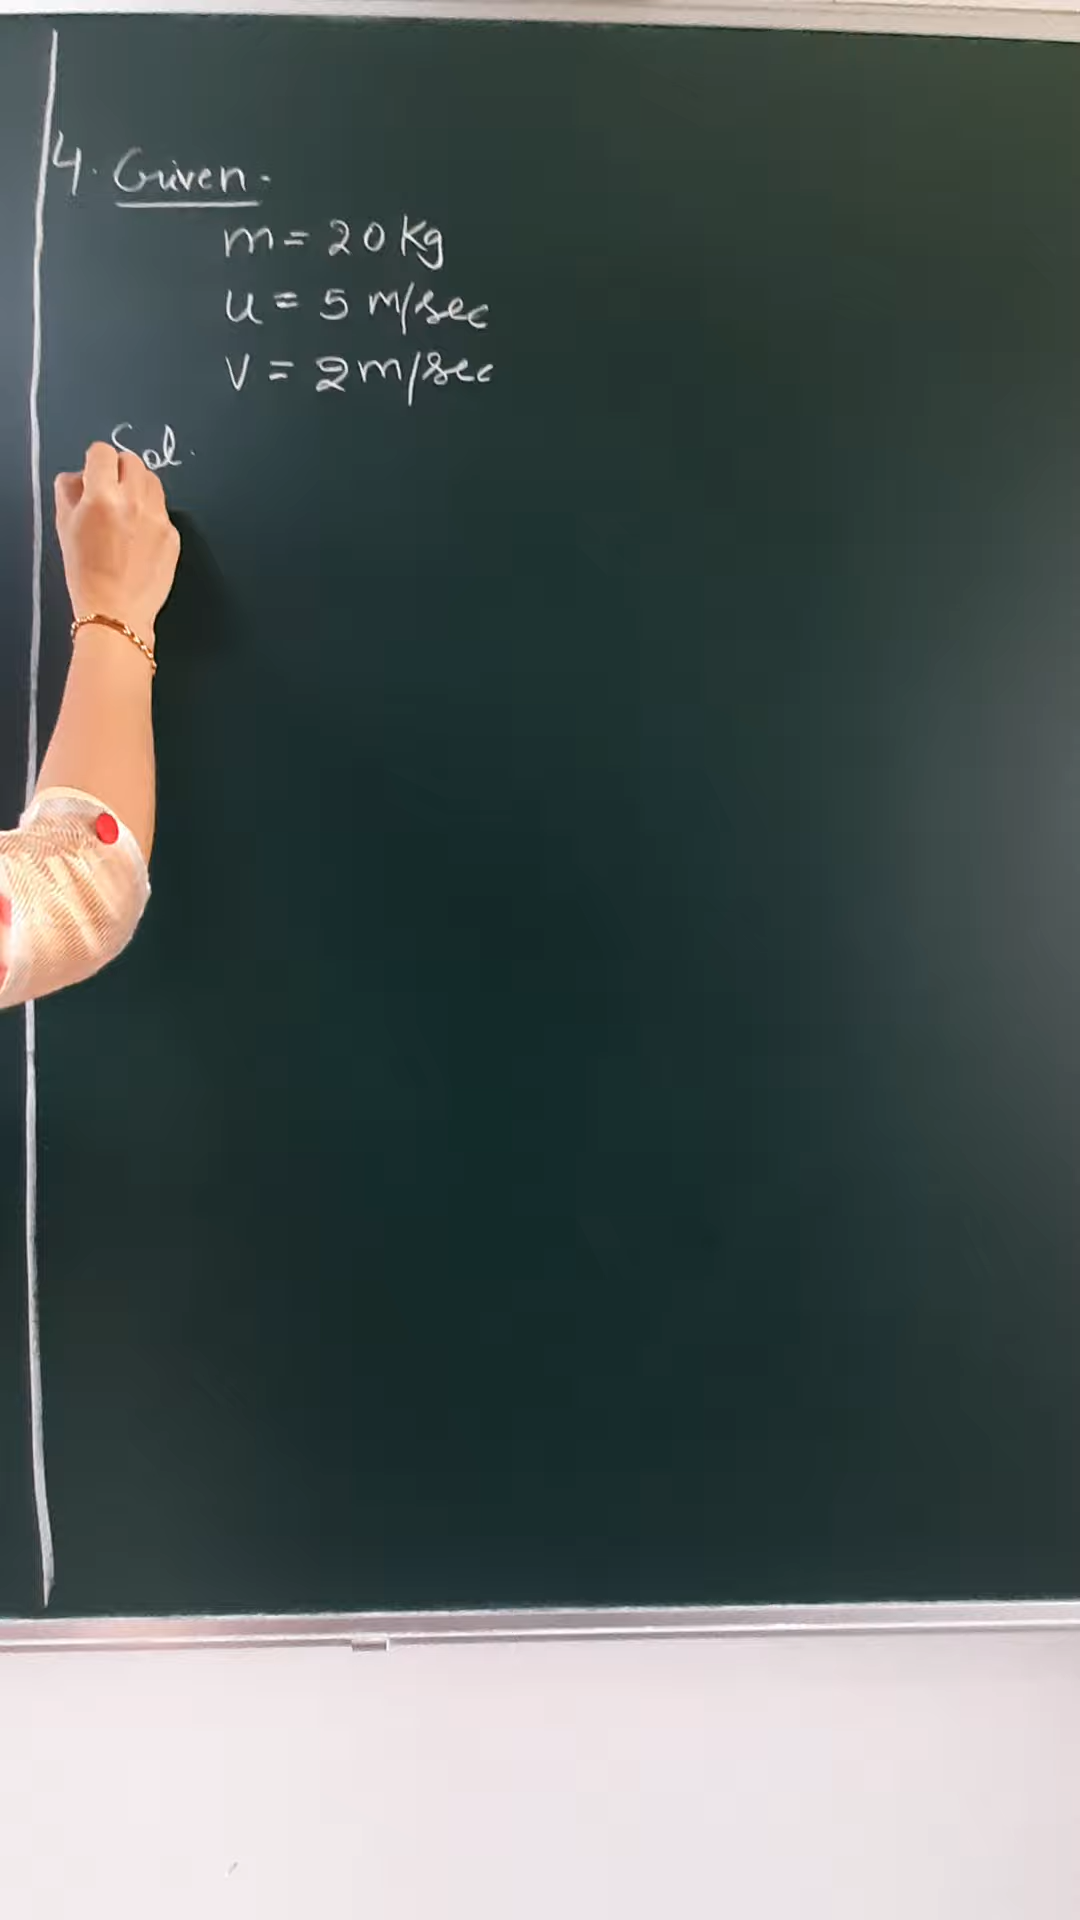 4. Given.
m = 20 Kg
u = 5 m/sec
v = 2 m/sec
Sol.